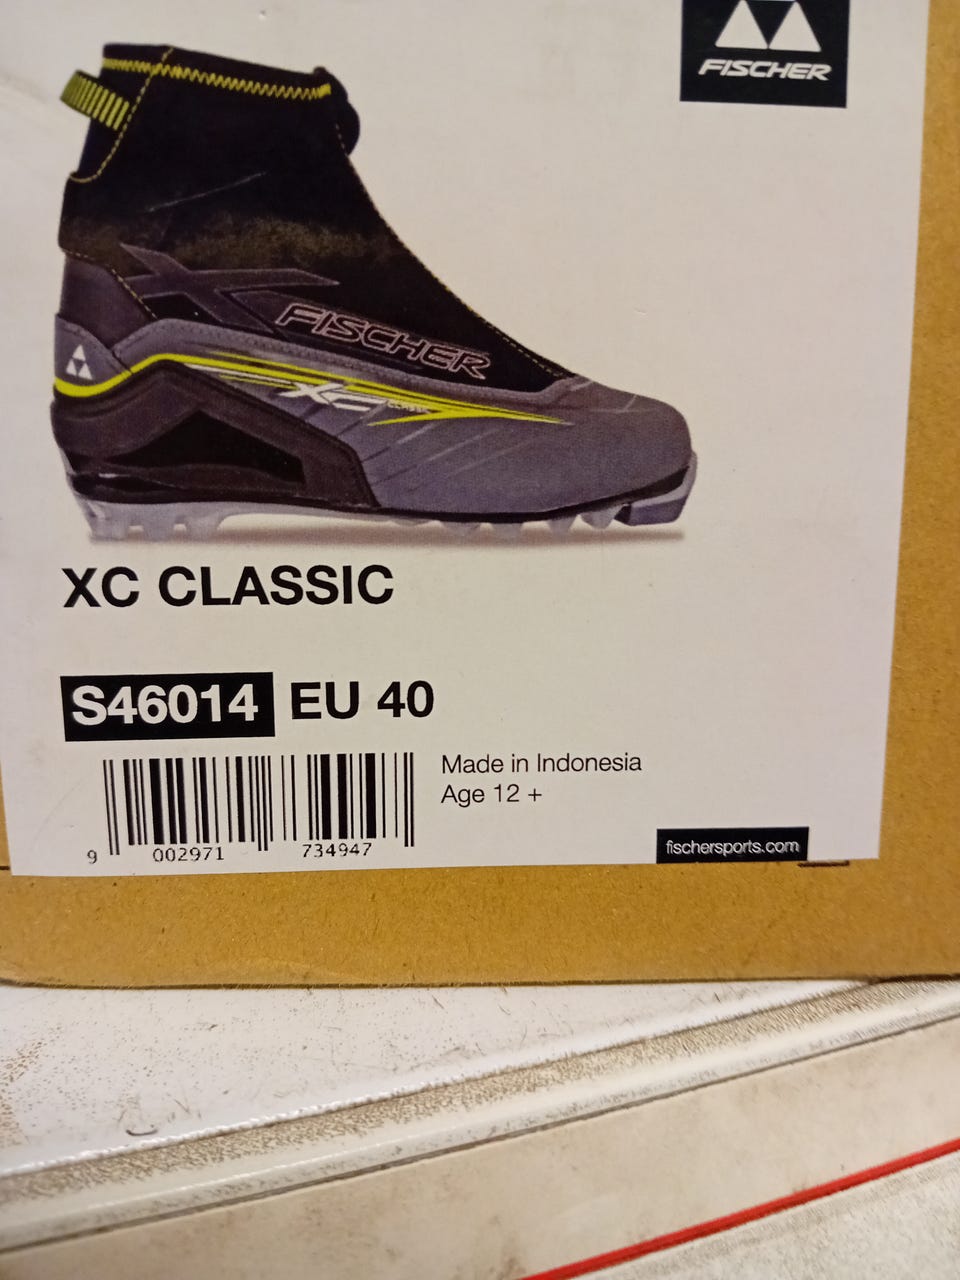 FISCHER
FISCHER
XC
XC CLASSIC
S46014 EU 40
Made in Indonesia
Age 12 +
9 002971 734947
fischersports.com